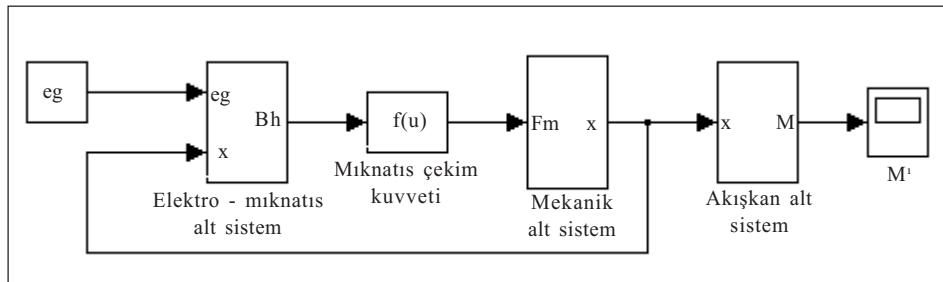 eg
eg
x
Bh
Elektro - mıknatıs
alt sistem
f(u)
Mıknatıs çekim
kuvveti
Fm
x
Mekanik
alt sistem
x
M
Akışkan alt
sistem
M¹